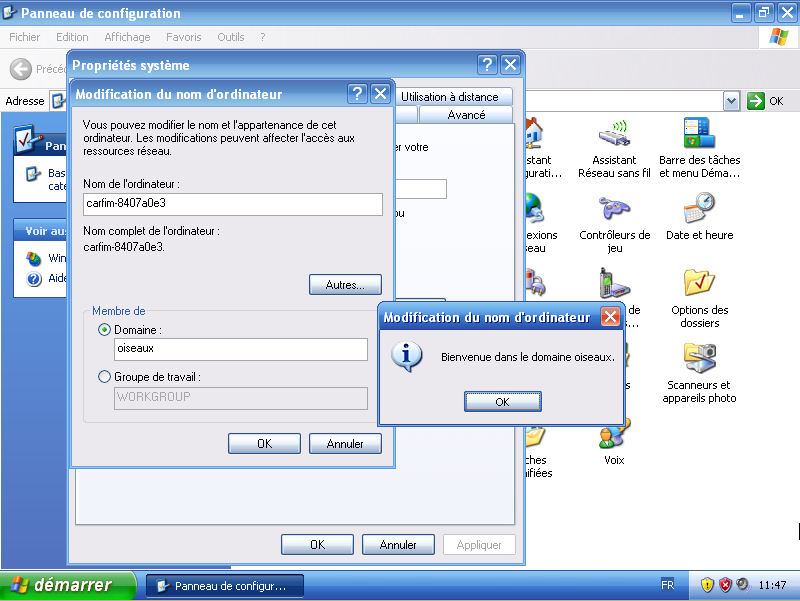 Panneau de configuration
Fichier Edition Affichage Favoris Outils ?
Précéd
Adresse
OK
Propriétés système
Utilisation à distance
Avancé
er votre
ou
Modification du nom d'ordinateur
Vous pouvez modifier le nom et l'appartenance de cet
ordinateur. Les modifications peuvent affecter l'accès aux
ressources réseau.
Nom de l'ordinateur :
carfim-8407a0e3
Nom complet de l'ordinateur :
carfim-8407a0e3.
Autres...
Membre de
Domaine :
oiseaux
Groupe de travail :
WORKGROUP
OK Annuler
OK Annuler Appliquer
Modification du nom d'ordinateur
Bienvenue dans le domaine oiseaux.
OK
Pan
Bas
caté
Voir aus
Win
Aide
stant
gurati...
Assistant
Réseau sans fil
Barre des tâches
et menu Déma...
exions
seau
Contrôleurs de
jeu
Date et heure
de
s...
Options des
dossiers
s
Scanneurs et
appareils photo
ches
ifiées
Voix
démarrer
Panneau de configur...
FR
11:47